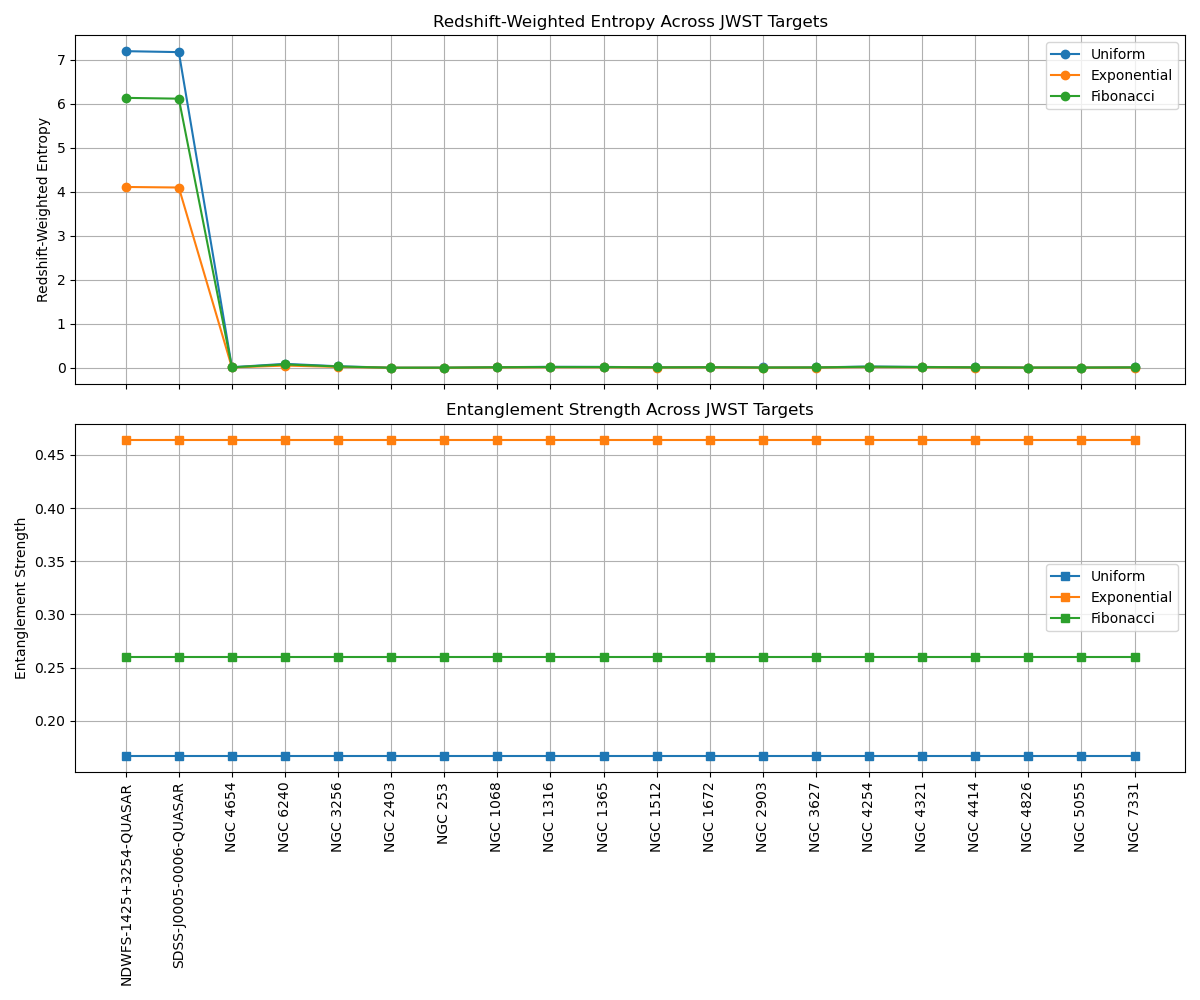 Redshift-Weighted Entropy Across JWST Targets
Redshift-Weighted Entropy
7
6
5
4
3
2
1
0
Uniform
Exponential
Fibonacci
Entanglement Strength Across JWST Targets
Entanglement Strength
0.45
0.40
0.35
0.30
0.25
0.20
Uniform
Exponential
Fibonacci
NDWFS-1425+3254-QUASAR
SDSS-J0005-0006-QUASAR
NGC 4654
NGC 6240
NGC 3256
NGC 2403
NGC 253
NGC 1068
NGC 1316
NGC 1365
NGC 1512
NGC 1672
NGC 2903
NGC 3627
NGC 4254
NGC 4321
NGC 4414
NGC 4826
NGC 5055
NGC 7331